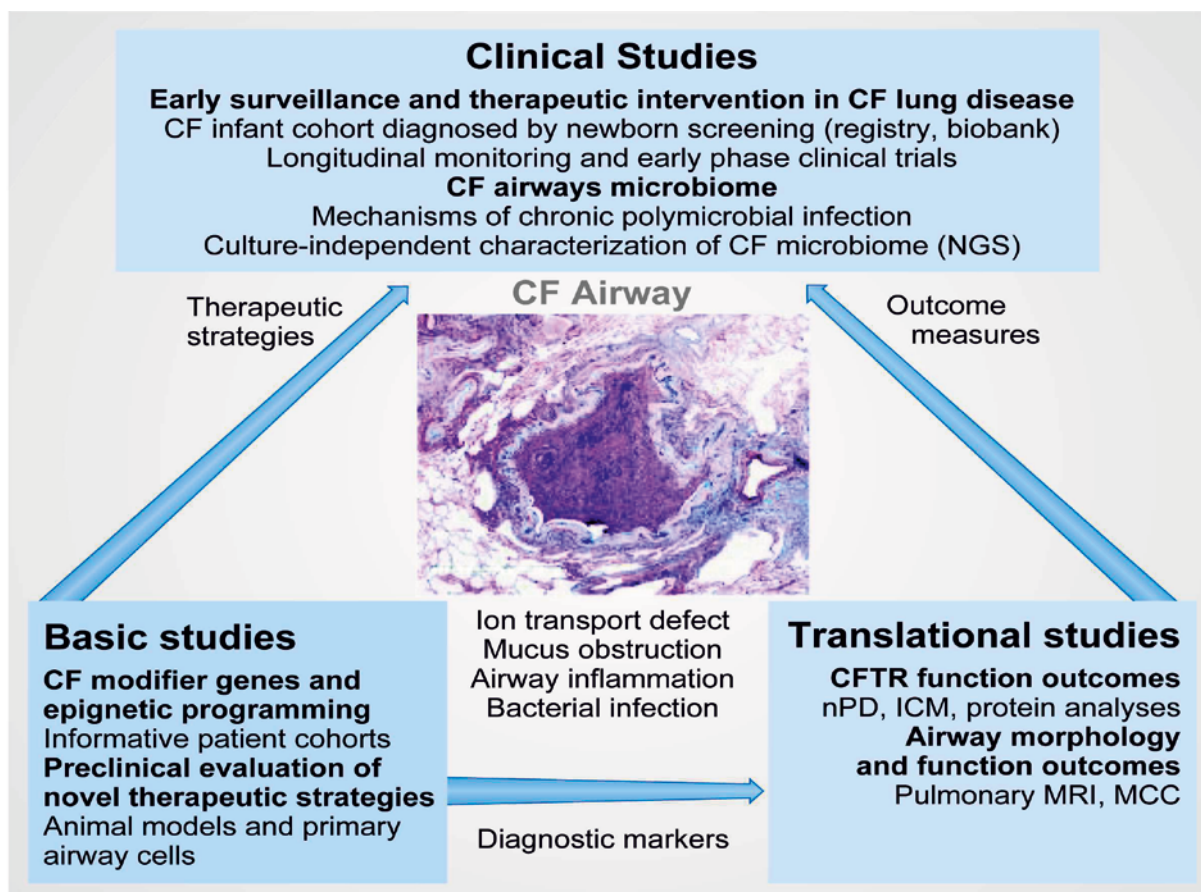 Clinical Studies
Early surveillance and therapeutic intervention in CF lung disease
CF infant cohort diagnosed by newborn screening (registry, biobank)
Longitudinal monitoring and early phase clinical trials
CF airways microbiome
Mechanisms of chronic polymicrobial infection
Culture-independent characterization of CF microbiome (NGS)
Therapeutic
strategies
CF Airway
Outcome
measures
Ion transport defect
Mucus obstruction
Airway inflammation
Bacterial infection
Basic studies
CF modifier genes and
epignetic programming
Informative patient cohorts
Preclinical evaluation of
novel therapeutic strategies
Animal models and primary
airway cells
Diagnostic markers
Translational studies
CFTR function outcomes
nPD, ICM, protein analyses
Airway morphology
and function outcomes
Pulmonary MRI, MCC